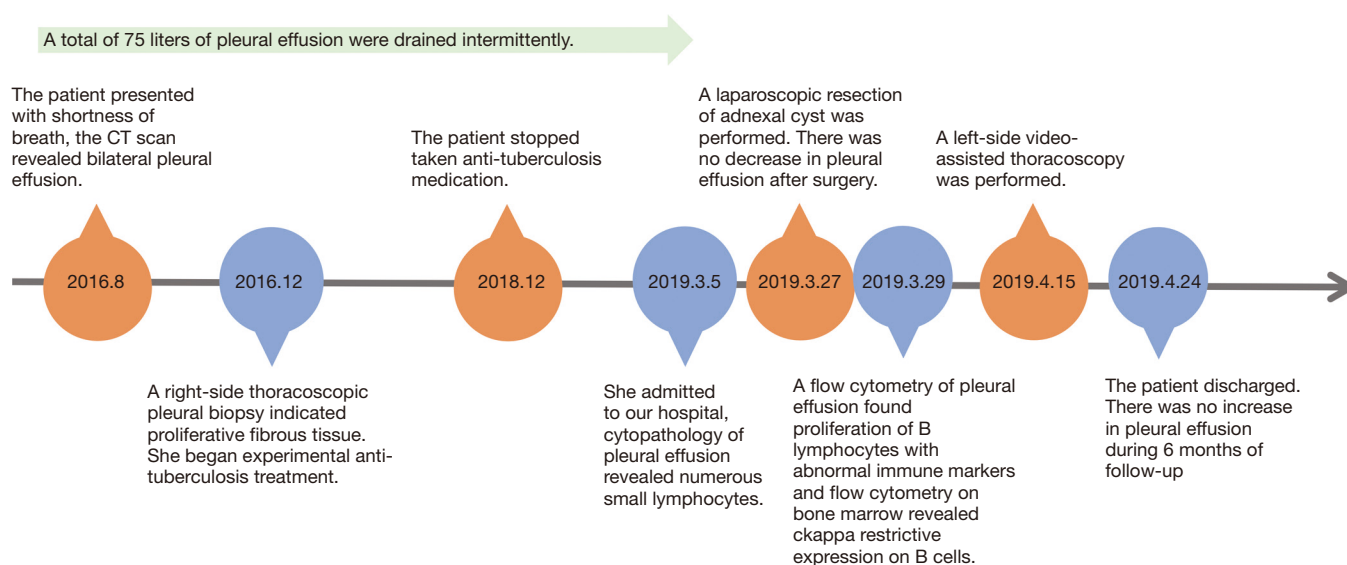 A total of 75 liters of pleural effusion were drained intermittently.
The patient presented
with shortness of
breath, the CT scan
revealed bilateral pleural
effusion.
The patient stopped
taken anti-tuberculosis
medication.
A laparoscopic resection
of adnexal cyst was
performed. There was
no decrease in pleural
effusion after surgery.
A left-side video-
assisted thoracoscopy
was performed.
2016.8
2016.12
2018.12
2019.3.5
2019.3.27
2019.3.29
2019.4.15
2019.4.24
A right-side thoracoscopic
pleural biopsy indicated
proliferative fibrous tissue.
She began experimental anti-
tuberculosis treatment.
She admitted
to our hospital,
cytopathology of
pleural effusion
revealed numerous
small lymphocytes.
A flow cytometry of pleural
effusion found
proliferation of B
lymphocytes with
abnormal immune markers
and flow cytometry on
bone marrow revealed
ckappa restrictive
expression on B cells.
The patient discharged.
There was no increase
in pleural effusion
during 6 months of
follow-up